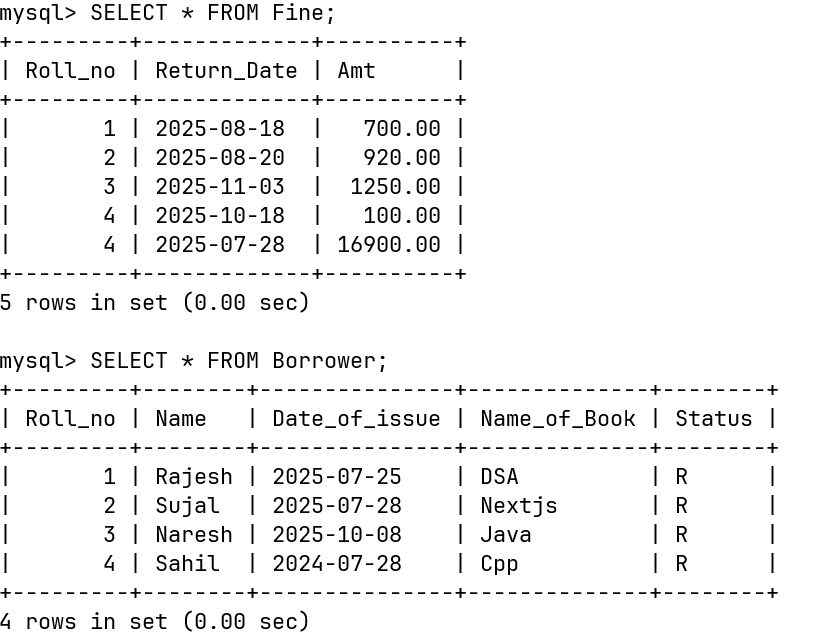 mysql> SELECT * FROM Fine;
+---------+-------------+----------+
| Roll_no | Return_Date | Amt      |
+---------+-------------+----------+
|       1 | 2025-08-18  |   700.00 |
|       2 | 2025-08-20  |   920.00 |
|       3 | 2025-11-03  |  1250.00 |
|       4 | 2025-10-18  |   100.00 |
|       4 | 2025-07-28  | 16900.00 |
+---------+-------------+----------+
5 rows in set (0.00 sec)

mysql> SELECT * FROM Borrower;
+---------+--------+---------------+--------------+--------+
| Roll_no | Name   | Date_of_issue | Name_of_Book | Status |
+---------+--------+---------------+--------------+--------+
|       1 | Rajesh | 2025-07-25    | DSA          | R      |
|       2 | Sujal  | 2025-07-28    | Nextjs       | R      |
|       3 | Naresh | 2025-10-08    | Java         | R      |
|       4 | Sahil  | 2024-07-28    | Cpp          | R      |
+---------+--------+---------------+--------------+--------+
4 rows in set (0.00 sec)